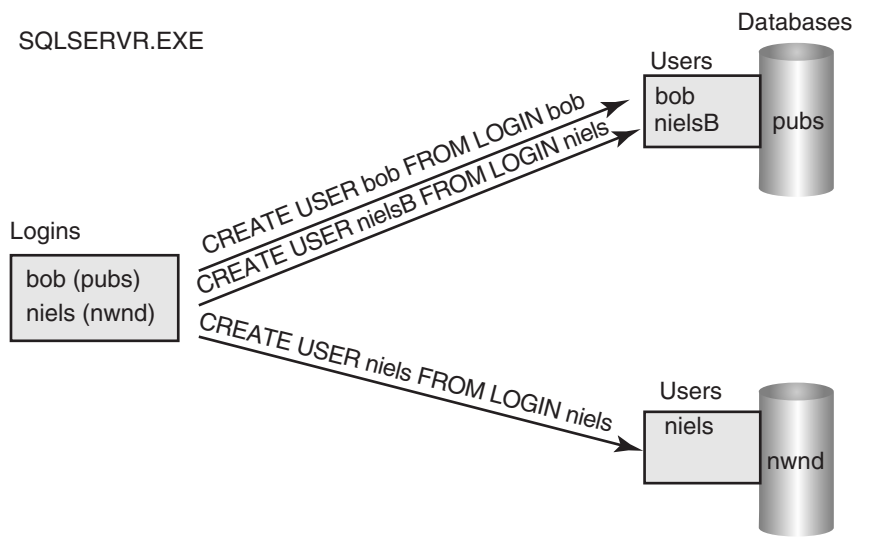 SQLSERVR.EXE
Databases
Users
bob
nielsB
pubs
CREATE USER bob FROM LOGIN bob
CREATE USER nielsB FROM LOGIN niels
Logins
bob (pubs)
niels (nwnd)
CREATE USER niels FROM LOGIN niels
Users
niels
nwnd